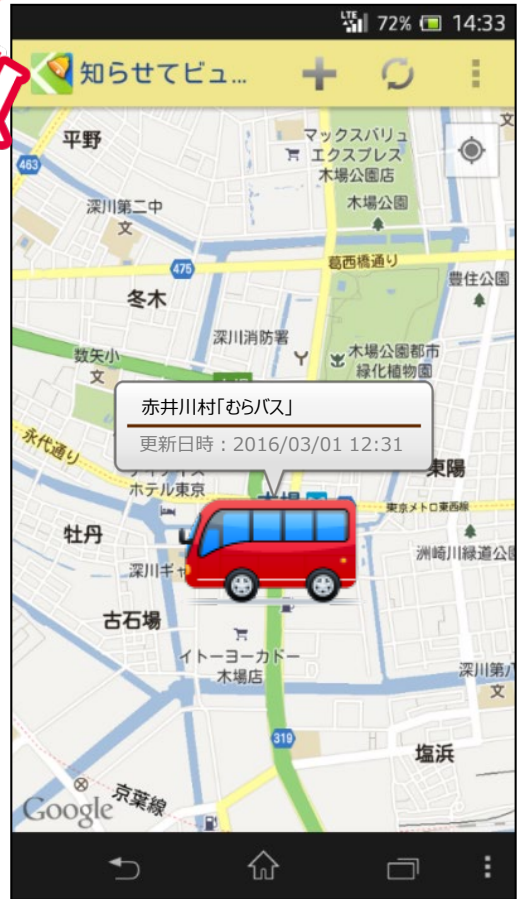 LTE 72% 14:33
知らせてビュ...
文
平野
マックスバリュ
エクスプレス
木場公園店
463
深川第二中
文
木場公園
葛西橋通り
475
豊住公園
冬木
深川消防署
数矢小
文
木場公園都市
緑化植物園
赤井川村「むらバス」
更新日時：2016/03/01 12:31
永代通り
東陽
ホテル東京
木場
東京メトロ東西線
牡丹
洲崎川緑道公
深川ギャ
古石場
イトーヨーカドー
木場店
深川第
文
319
塩浜
京葉線
Google